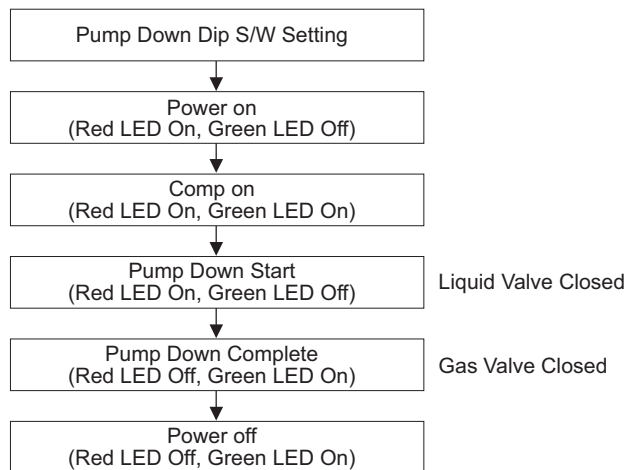 Pump Down Dip S/W Setting
Power on
(Red LED On, Green LED Off)
Comp on
(Red LED On, Green LED On)
Pump Down Start
(Red LED On, Green LED Off)
Liquid Valve Closed
Pump Down Complete
(Red LED Off, Green LED On)
Gas Valve Closed
Power off
(Red LED Off, Green LED On)